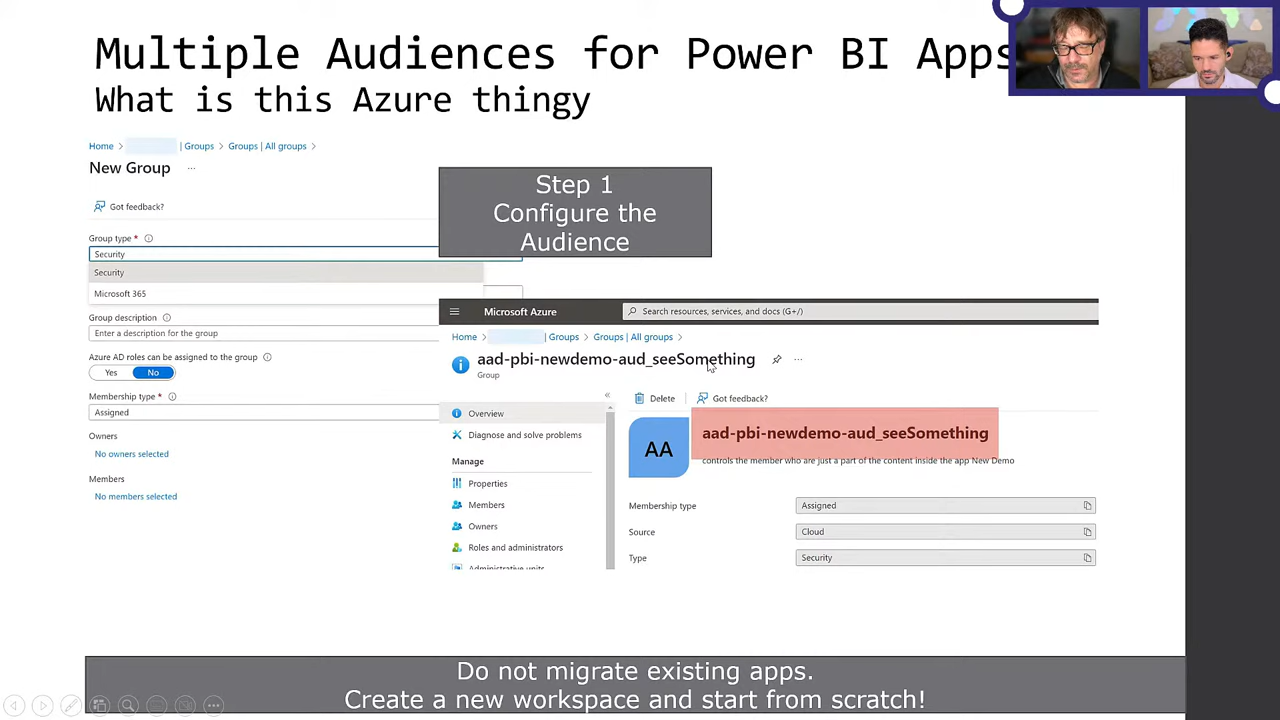 Multiple Audiences for Power BI Apps
What is this Azure thingy
Home > | Groups > Groups | All groups >
New Group ...
Got feedback?
Group type *
Security
Security
Microsoft 365
Group description
Enter a description for the group
Azure AD roles can be assigned to the group
Yes No
Membership type *
Assigned
Owners
No owners selected
Members
No members selected
Step 1
Configure the
Audience
Microsoft Azure
Search resources, services, and docs (G+/)
Home > | Groups > Groups | All groups >
aad-pbi-newdemo-aud_seeSomething ...
Group
Overview
Diagnose and solve problems
Manage
Properties
Members
Owners
Roles and administrators
Administrative units
Delete
Got feedback?
AA
aad-pbi-newdemo-aud_seeSomething
controls the member who are just a part of the content inside the app New Demo
Membership type Assigned
Source Cloud
Type Security
Do not migrate existing apps.
Create a new workspace and start from scratch!